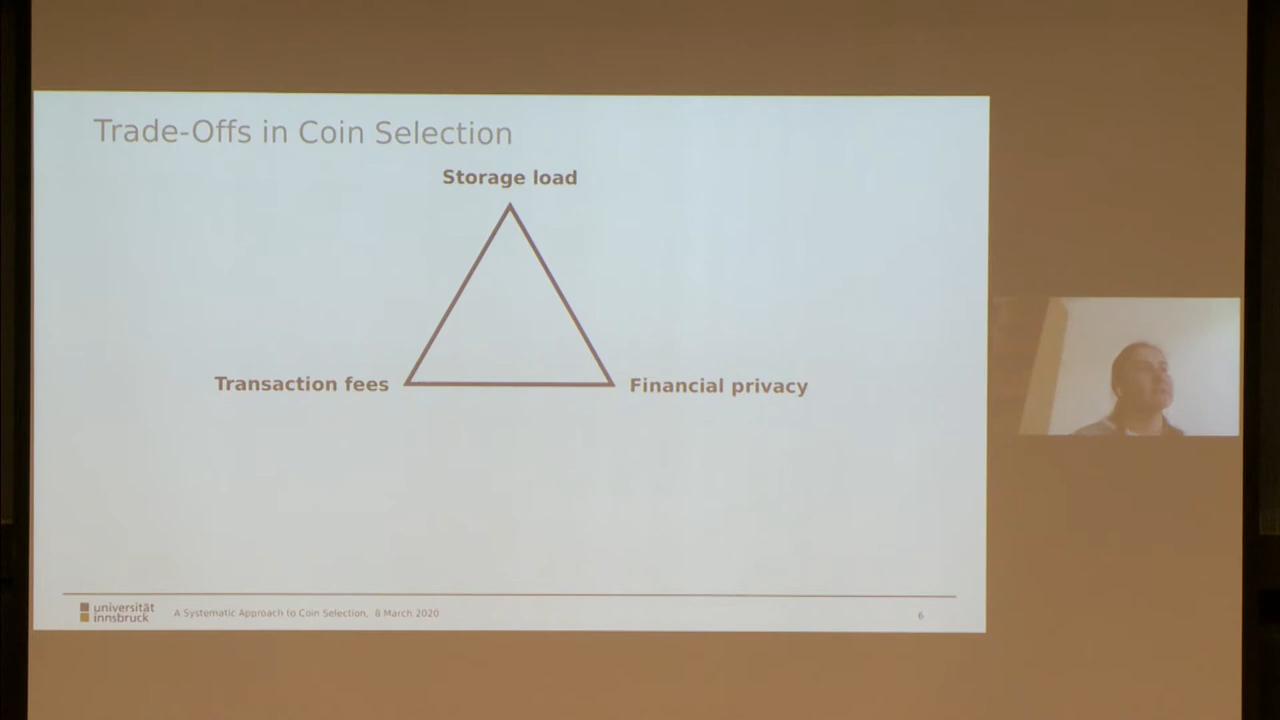 Trade-Offs in Coin Selection
Storage load
Transaction fees
Financial privacy
universität
innsbruck
A Systematic Approach to Coin Selection, 8 March 2020
6